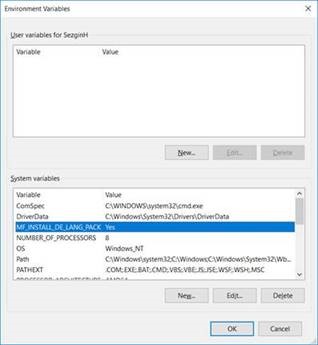 Environment Variables
User variables for SezginH
Variable Value
New... Edit... Delete
System variables
Variable Value
ComSpec C:\WINDOWS\system32\cmd.exe
DriverData C:\Windows\System32\Drivers\DriverData
MF_INSTALL_DE_LANG_PACK Yes
NUMBER_OF_PROCESSORS 8
OS Windows_NT
Path C:\Windows\system32;C:\Windows;C:\Windows\System32\Wb...
PATHEXT .COM;.EXE;.BAT;.CMD;.VBS;.VBE;.JS;.JSE;.WSF;.WSH;.MSC
New... Edit... Delete
OK Cancel